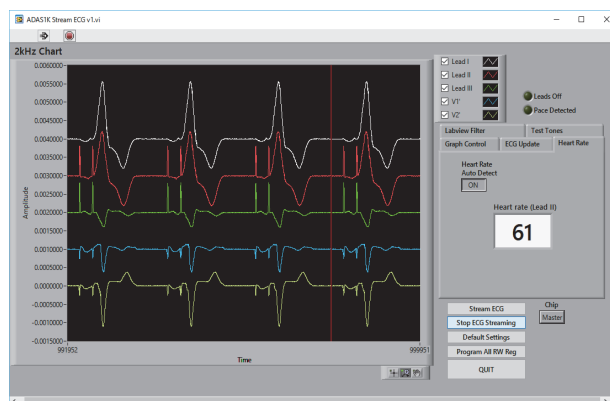 ADAS1K Stream ECG v1.vi
2kHz Chart
0.0060000
0.0055000
0.0050000
0.0045000
0.0040000
0.0035000
0.0030000
0.0025000
0.0020000
0.0015000
0.0010000
0.0005000
0.0000000
-0.0005000
-0.0010000
-0.0015000
Amplitude
991952
999951
Time
Lead I
Lead II
Lead III
V1'
V2'
Leads Off
Pace Detected
Labview Filter
Test Tones
Graph Control
ECG Update
Heart Rate
Heart Rate
Auto Detect
ON
Heart rate (Lead II)
61
Stream ECG
Stop ECG Streaming
Default Settings
Program All RW Reg
QUIT
Chip
Master